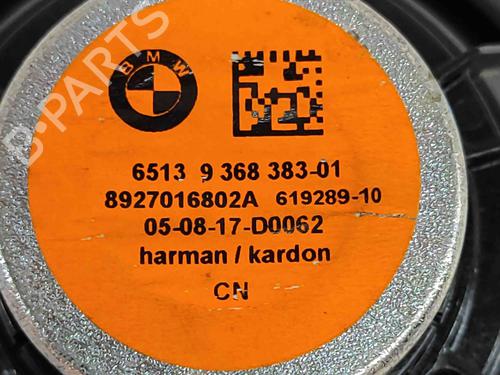 BMW
6513 9 368 383-01
8927016802A 619289-10
05-08-17-D0062
harman / kardon
CN
B-PARTS